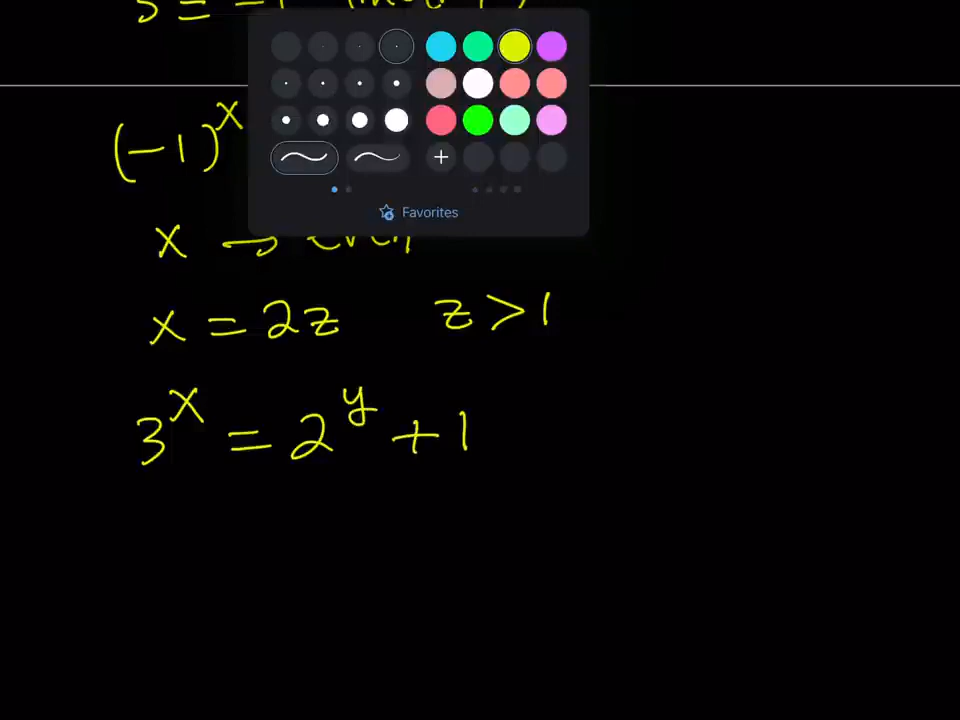 (-1)^x
Favorites
x →
x = 2z z > 1
3^x = 2^y + 1